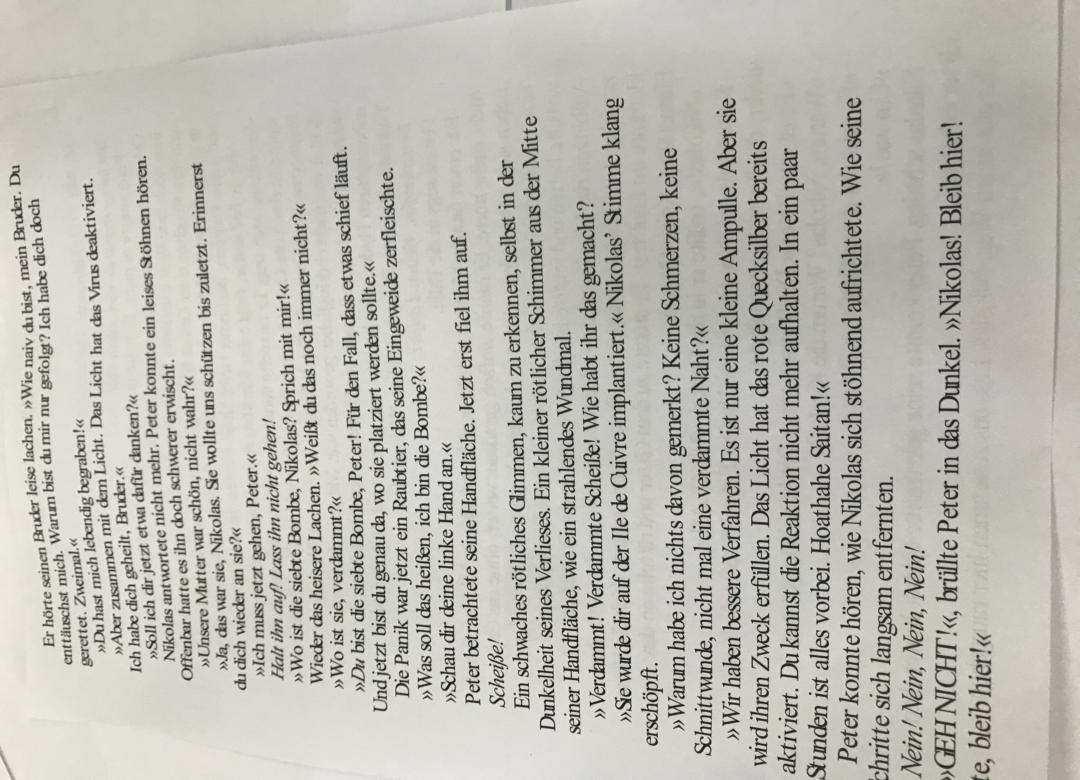 Er hörte seinen Bruder leise lachen. »Wie naiv du bist, mein Bruder. Du
enttäuschst mich. Warum bist du mir nur gefolgt? Ich habe dich doch
gerettet. Zweimal.«
»Du hast mich lebendig begraben!«
»Aber zusammen mit dem Licht. Das Licht hat das Virus deaktiviert.
Ich habe dich geheilt, Bruder.«
»Soll ich dir jetzt etwa dafür danken?«
Nikolas antwortete nicht mehr. Peter konnte ein leises Stöhnen hören.
Offenbar hatte es ihn doch schwerer erwischt.
»Unsere Mutter war schön, nicht wahr?«
»Ja, das war sie, Nikolas. Sie wollte uns schützen bis zuletzt. Erinnerst
du dich wieder an sie?«
»Ich muss jetzt gehen, Peter.«
Halt ihn auf! Lass ihn nicht gehen!
»Wo ist die siebte Bombe, Nikolas? Sprich mit mir!«
Wieder das heisere Lachen. »Weißt du das noch immer nicht?«
»Wo ist sie, verdammt?«
»Du bist die siebte Bombe, Peter! Für den Fall, dass etwas schief läuft.
Und jetzt bist du genau da, wo sie platziert werden sollte.«
Die Panik war jetzt ein Raubtier, das seine Eingeweide zerfleischte.
»Was soll das heißen, ich bin die Bombe?«
»Schau dir deine linke Hand an.«
Peter betrachtete seine Handfläche. Jetzt erst fiel ihm auf.
Scheiße!
Ein schwaches rötliches Glimmen, kaum zu erkennen, selbst in der
Dunkelheit seines Verlieses. Ein kleiner rötlicher Schimmer aus der Mitte
seiner Handfläche, wie ein strahlendes Wundmal.
»Verdammt! Verdammte Scheiße! Wie habt ihr das gemacht?
»Sie wurde dir auf der Ile de Cuivre implantiert.« Nikolas' Stimme klang
erschöpft.
»Warum habe ich nichts davon gemerkt? Keine Schmerzen, keine
Schnittwunde, nicht mal eine verdammte Naht?«
»Wir haben bessere Verfahren. Es ist nur eine kleine Ampulle. Aber sie
wird ihren Zweck erfüllen. Das Licht hat das rote Quecksilber bereits
aktiviert. Du kannst die Reaktion nicht mehr aufhalten. In ein paar
Stunden ist alles vorbei. Hoathahe Saitan!«
Peter konnte hören, wie Nikolas sich stöhnend aufrichtete. Wie seine
chritte sich langsam entfernten.
Nein! Nein, Nein, Nein!
»GEH NICHT!«, brüllte Peter in das Dunkel. »Nikolas! Bleib hier!
te, bleib hier!«